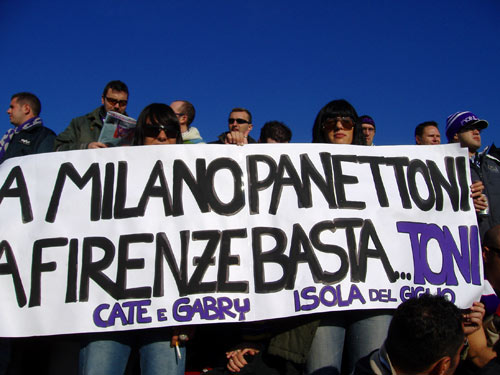 A MILANO PANETTONI
A FIRENZE BASTA...TONI
CATE E GABRY ISOLA DEL GIGLIO